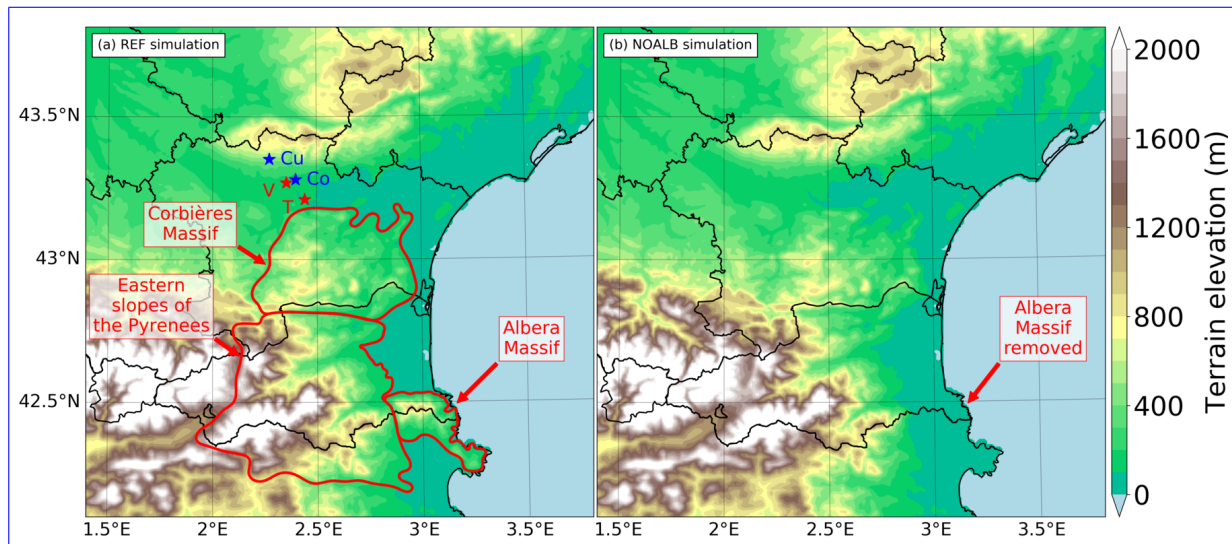 (a) REF simulation
(b) NOALB simulation
2000
1600
1200
800
400
0
Terrain elevation (m)
43.5°N
43°N
42.5°N
Cu
Co
V
T
Corbières
Massif
Eastern
slopes of
the Pyrenees
Albera
Massif
Albera
Massif
removed
1.5°E
2°E
2.5°E
3°E
3.5°E
1.5°E
2°E
2.5°E
3°E
3.5°E